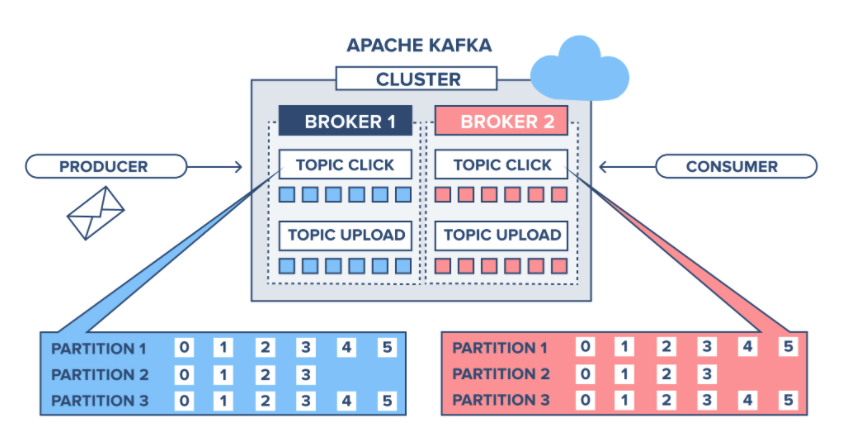 APACHE KAFKA
CLUSTER
BROKER 1
BROKER 2
PRODUCER
TOPIC CLICK
TOPIC CLICK
CONSUMER
TOPIC UPLOAD
TOPIC UPLOAD
PARTITION 1 0 1 2 3 4 5
PARTITION 2 0 1 2 3
PARTITION 3 0 1 2 3 4 5
PARTITION 1 0 1 2 3 4 5
PARTITION 2 0 1 2 3
PARTITION 3 0 1 2 3 4 5